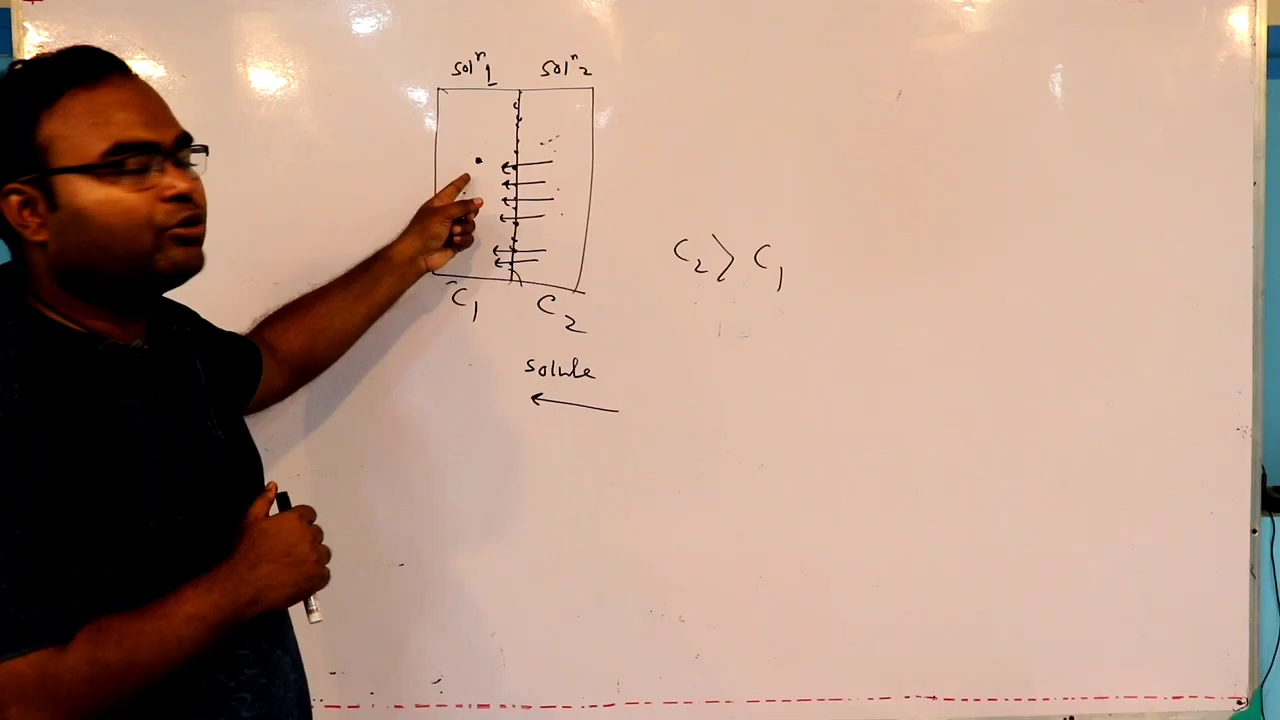 solⁿ1 solⁿ2
C₂ > C₁
C₁ C₂
solute